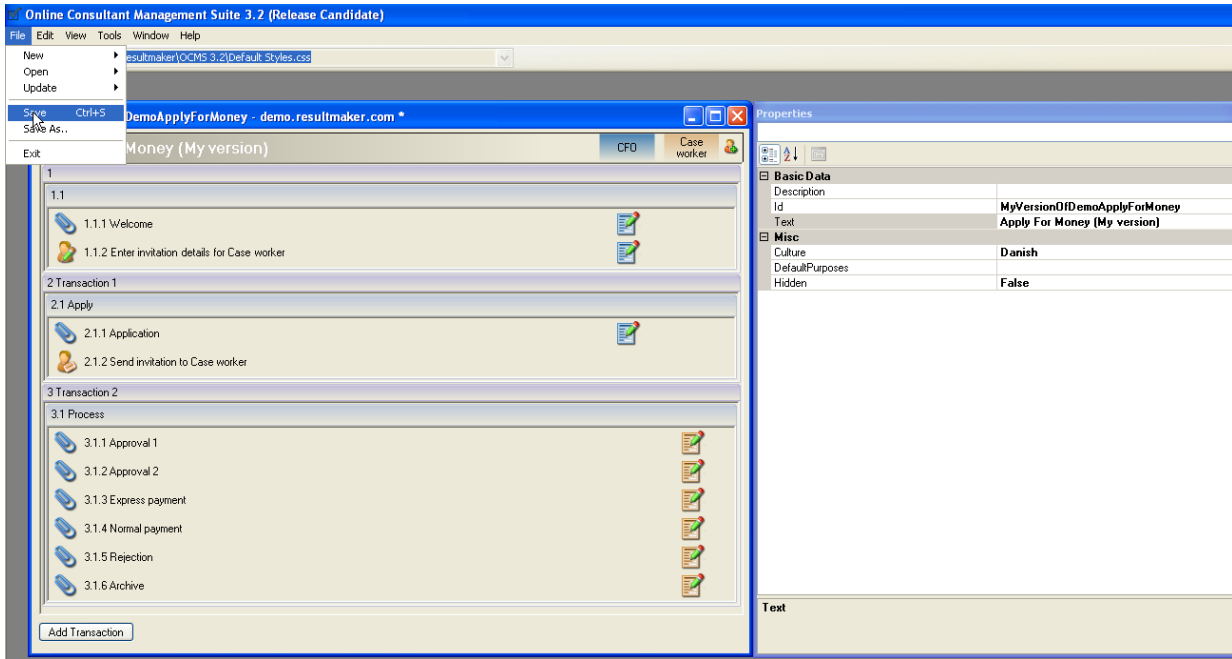 Online Consultant Management Suite 3.2 (Release Candidate)
File Edit View Tools Window Help
New
esultmaker\OCMS 3.2\Default Styles.css
Open
Update
Save Ctrl+S
DemoApplyForMoney - demo.resultmaker.com *
Properties
Save As..
Money (My version)
CFO
Case worker
Exit
1
1.1
1.1.1 Welcome
1.1.2 Enter invitation details for Case worker
2 Transaction 1
2.1 Apply
2.1.1 Application
2.1.2 Send invitation to Case worker
3 Transaction 2
3.1 Process
3.1.1 Approval 1
3.1.2 Approval 2
3.1.3 Express payment
3.1.4 Normal payment
3.1.5 Rejection
3.1.6 Archive
Add Transaction
Basic Data
Description
Id MyVersionOfDemoApplyForMoney
Text Apply For Money (My version)
Misc
Culture Danish
DefaultPurposes
Hidden False
Text